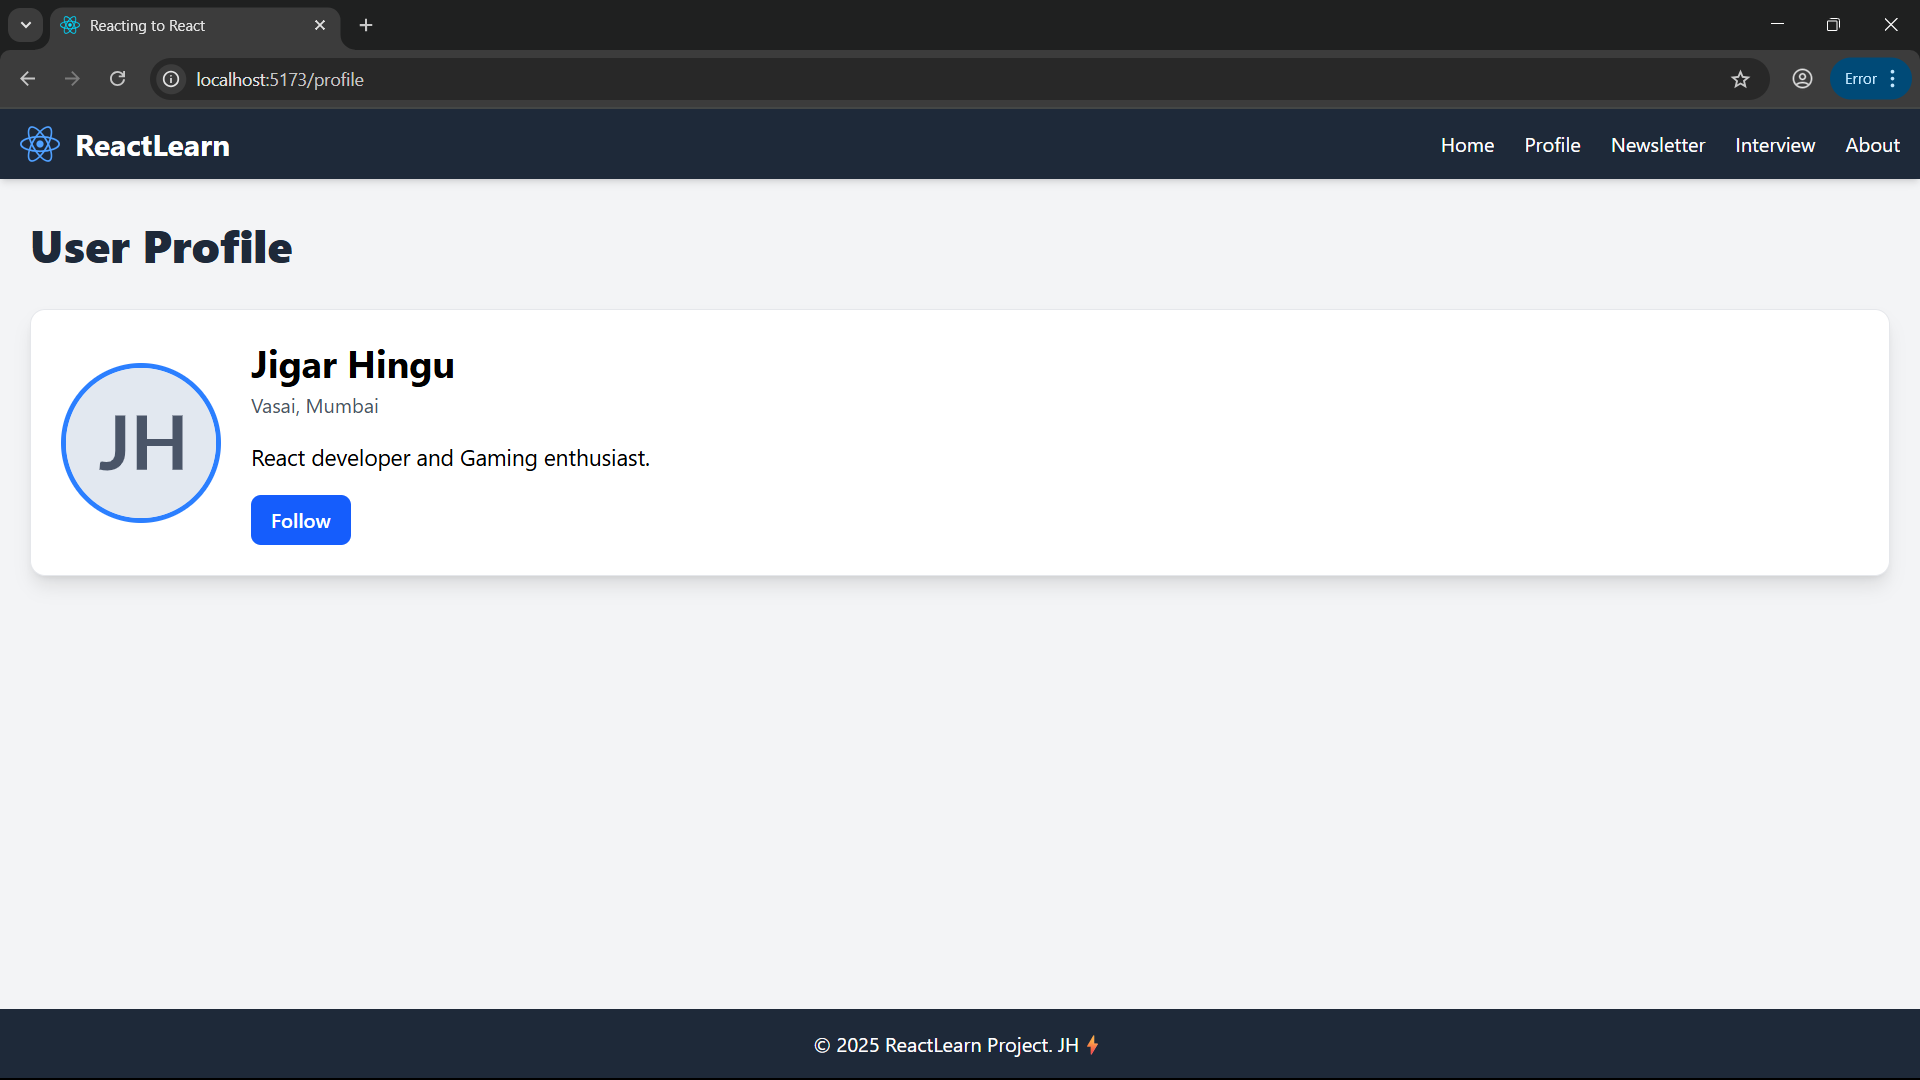 Reacting to React
localhost:5173/profile
Error
ReactLearn
Home Profile Newsletter Interview About
User Profile
JH
Jigar Hingu
Vasai, Mumbai
React developer and Gaming enthusiast.
Follow
© 2025 ReactLearn Project. JH⚡